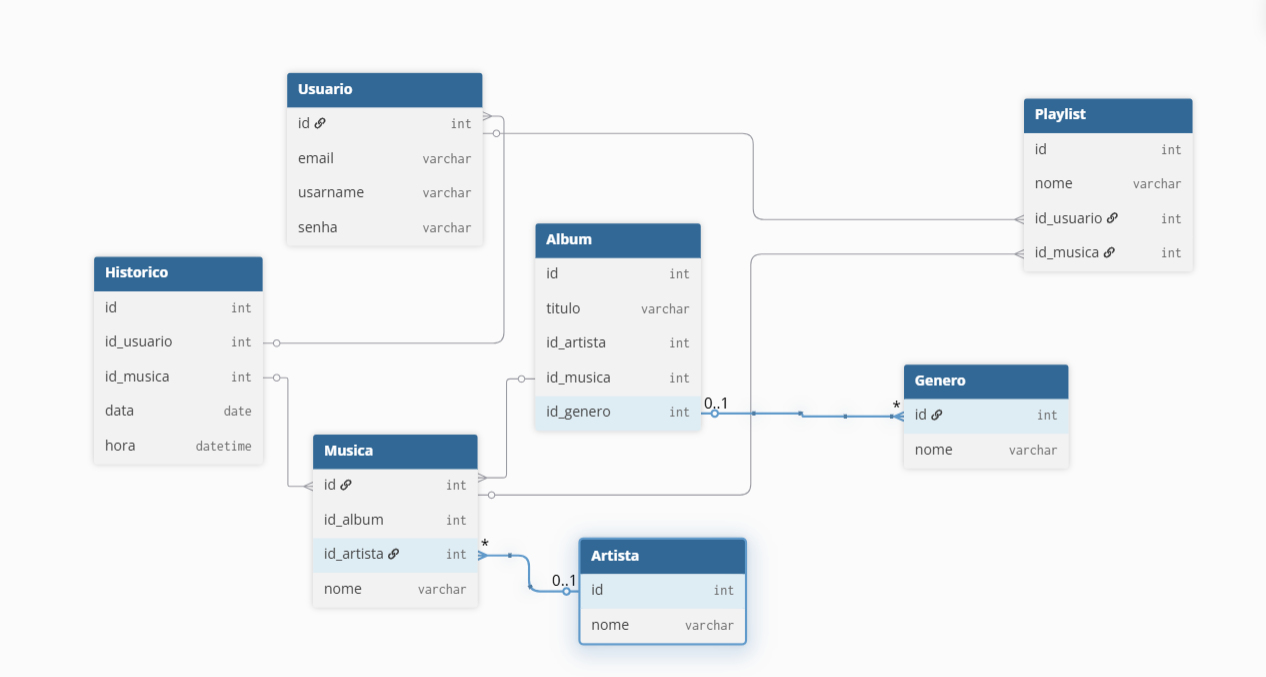 Usuario
id int
email varchar
usarname varchar
senha varchar
Playlist
id int
nome varchar
id_usuario int
id_musica int
Album
id int
titulo varchar
id_artista int
id_musica int
id_genero int
0..1
*
Historico
id int
id_usuario int
id_musica int
data date
hora datetime
Genero
id int
nome varchar
Musica
id int
id_album int
id_artista int
nome varchar
*
0..1
Artista
id int
nome varchar